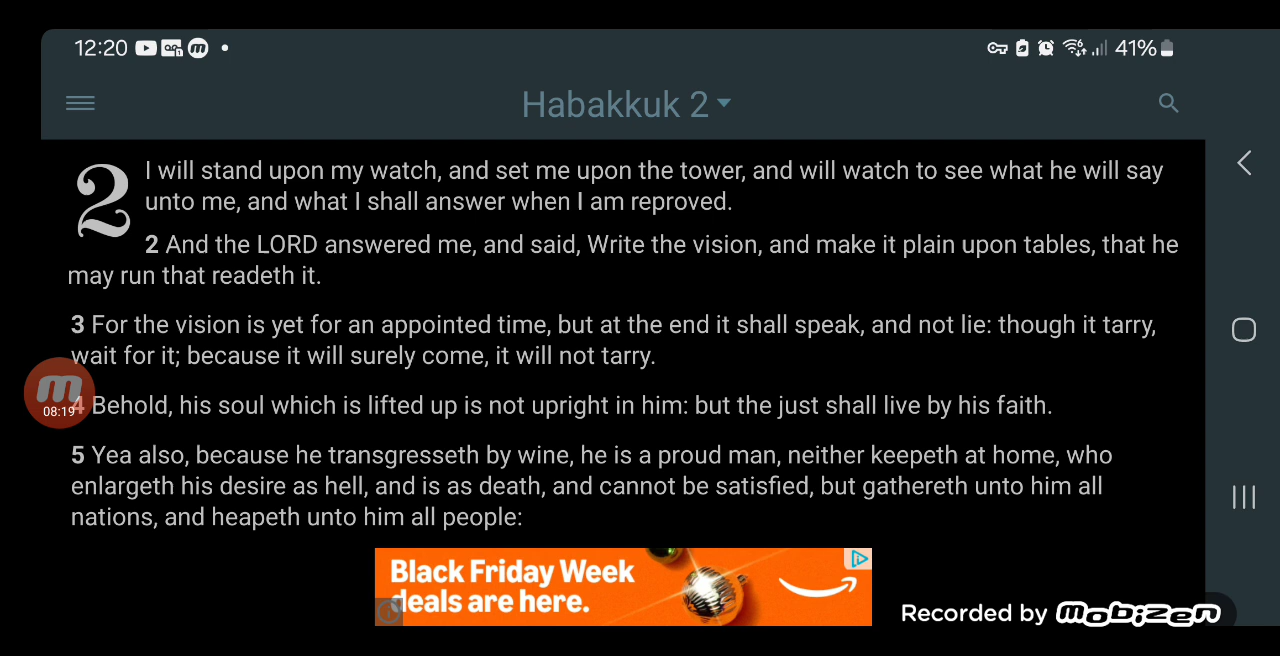 12:20 41%
Habakkuk 2
2 I will stand upon my watch, and set me upon the tower, and will watch to see what he will say
unto me, and what I shall answer when I am reproved.
2 And the LORD answered me, and said, Write the vision, and make it plain upon tables, that he
may run that readeth it.
3 For the vision is yet for an appointed time, but at the end it shall speak, and not lie: though it tarry,
wait for it; because it will surely come, it will not tarry.
08:19
4 Behold, his soul which is lifted up is not upright in him: but the just shall live by his faith.
5 Yea also, because he transgresseth by wine, he is a proud man, neither keepeth at home, who
enlargeth his desire as hell, and is as death, and cannot be satisfied, but gathereth unto him all
nations, and heapeth unto him all people:
Black Friday Week
deals are here.
Recorded by Mobizen